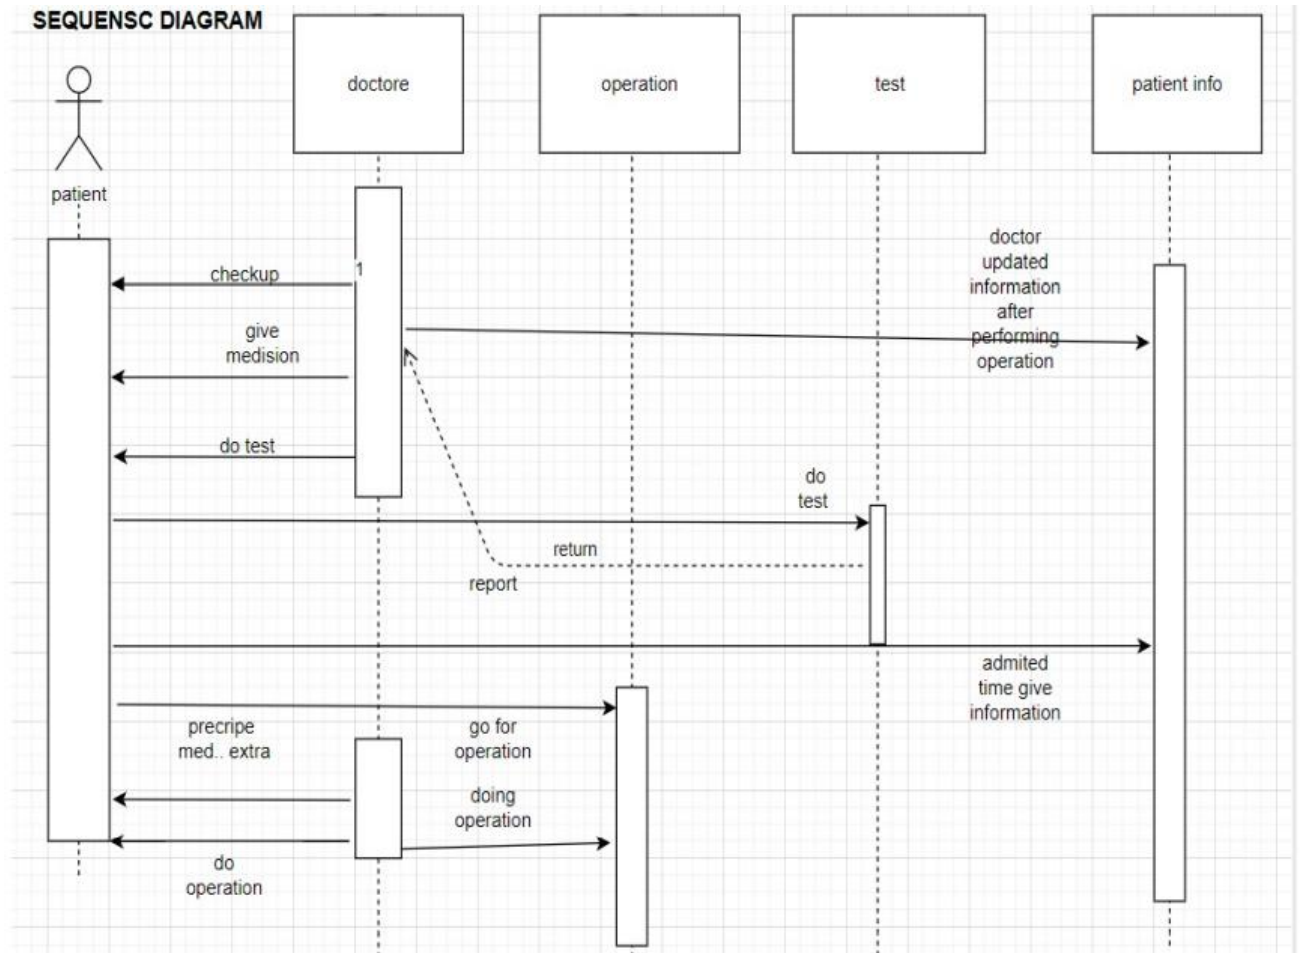 SEQUENSC DIAGRAM
doctore
operation
test
patient info
patient
1
checkup
doctor
updated
information
after
performing
operation
give
medision
do test
do
test
return
report
admited
time give
information
precripe
med.. extra
go for
operation
doing
operation
do
operation